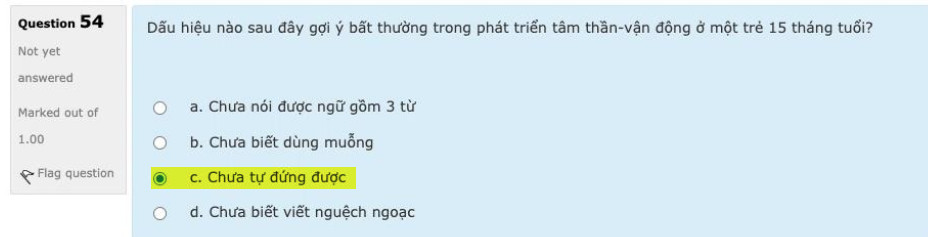 Question 54
Not yet
answered
Marked out of
1.00
Flag question
Dấu hiệu nào sau đây gợi ý bất thường trong phát triển tâm thần-vận động ở một trẻ 15 tháng tuổi?
a. Chưa nói được ngữ gồm 3 từ
b. Chưa biết dùng muỗng
c. Chưa tự đứng được
d. Chưa biết viết nguệch ngoạc